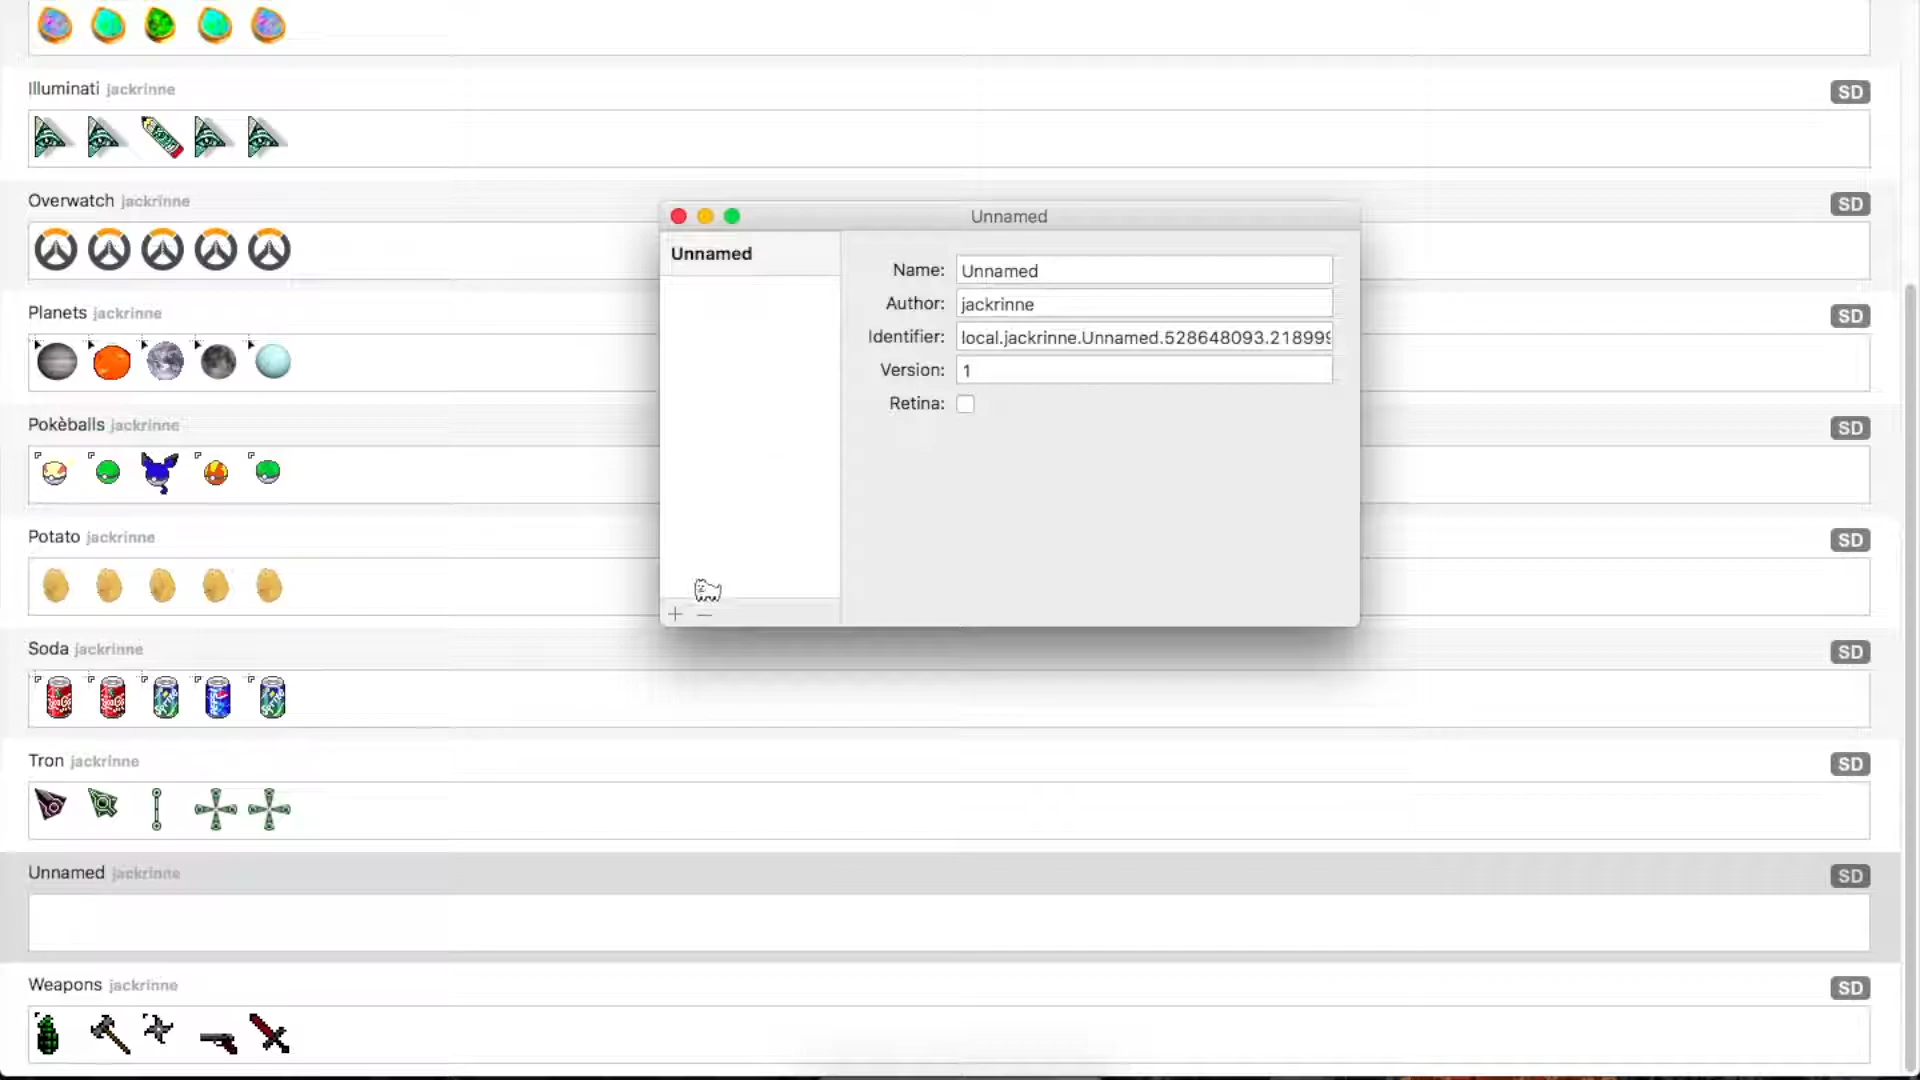 Illuminati jackrinne
SD
Overwatch jackrinne
SD
Planets jackrinne
SD
Pokèballs jackrinne
SD
Potato jackrinne
SD
Soda jackrinne
SD
Tron jackrinne
SD
Unnamed jackrinne
SD
Weapons jackrinne
SD
Unnamed
Unnamed
Name: Unnamed
Author: jackrinne
Identifier: local.jackrinne.Unnamed.528648093.218999
Version: 1
Retina: